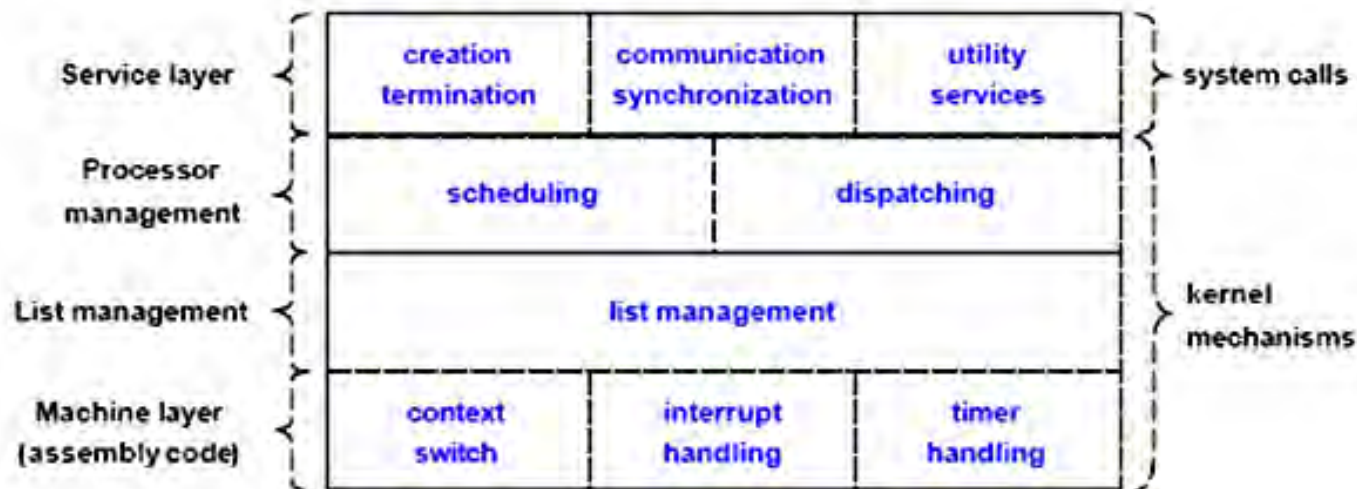 Service layer
creation
termination
communication
synchronization
utility
services
system calls
Processor
management
scheduling
dispatching
List management
list management
kernel
mechanisms
Machine layer
(assembly code)
context
switch
interrupt
handling
timer
handling